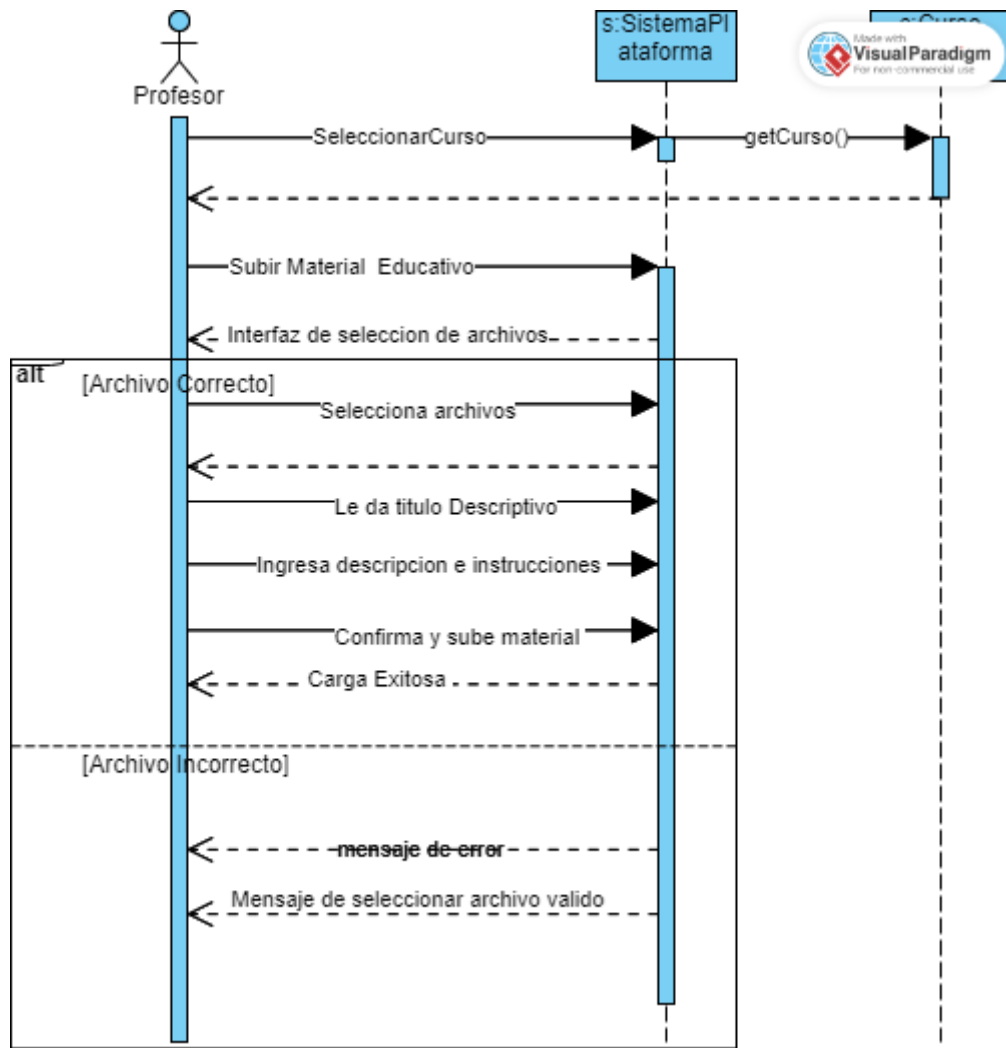 s:SistemaPl
ataforma
Made with
VisualParadigm
For non-commercial use
Profesor
SeleccionarCurso
getCurso()
Subir Material Educativo
Interfaz de seleccion de archivos
alt
[Archivo Correcto]
Selecciona archivos
Le da titulo Descriptivo
Ingresa descripcion e instrucciones
Confirma y sube material
Carga Exitosa
[Archivo Incorrecto]
mensaje de error
Mensaje de seleccionar archivo valido